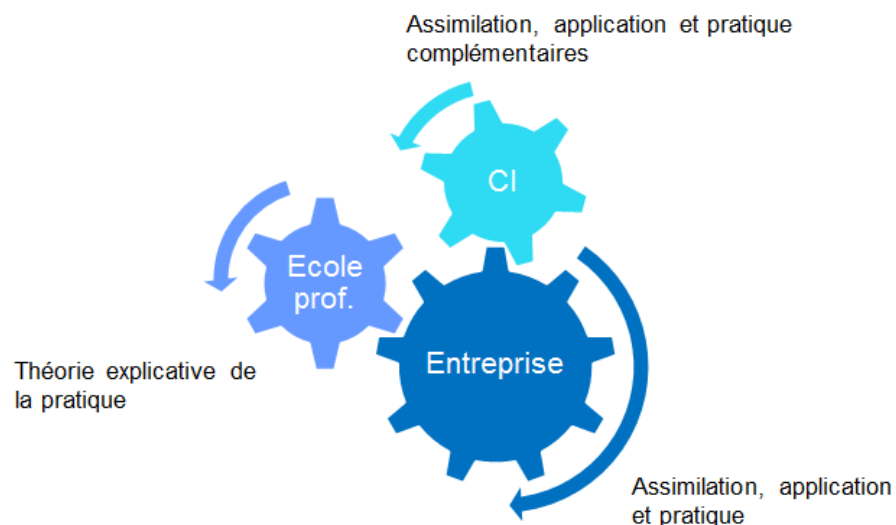 Assimilation, application et pratique
complémentaires
CI
Ecole
prof.
Entreprise
Théorie explicative de
la pratique
Assimilation, application
et pratique